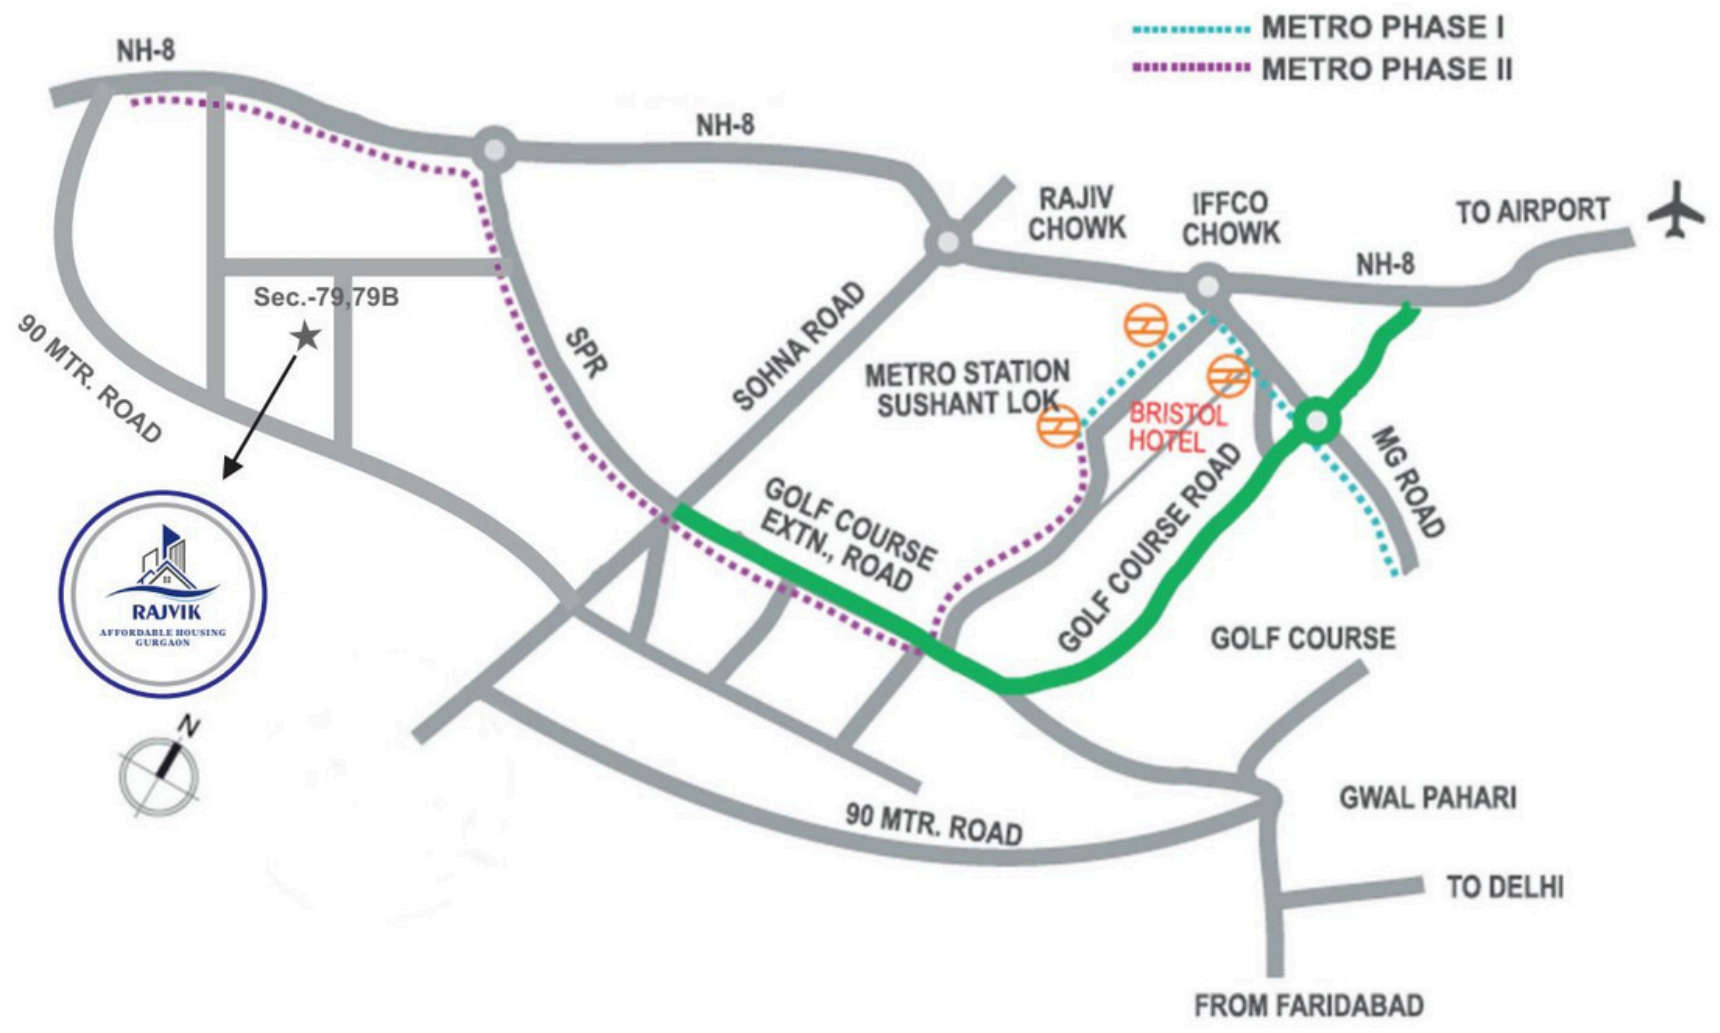 METRO PHASE I
METRO PHASE II
NH-8
NH-8
RAJIV
CHOWK
IFFCO
CHOWK
TO AIRPORT
NH-8
Sec.-79,79B
90 MTR. ROAD
SPR
SOHNA ROAD
METRO STATION
SUSHANT LOK
BRISTOL
HOTEL
MG ROAD
GOLF COURSE
EXTN., ROAD
GOLF COURSE ROAD
RAJVIK
AFFORDABLE HOUSING
GURGAON
GOLF COURSE
N
GWAL PAHARI
90 MTR. ROAD
TO DELHI
FROM FARIDABAD